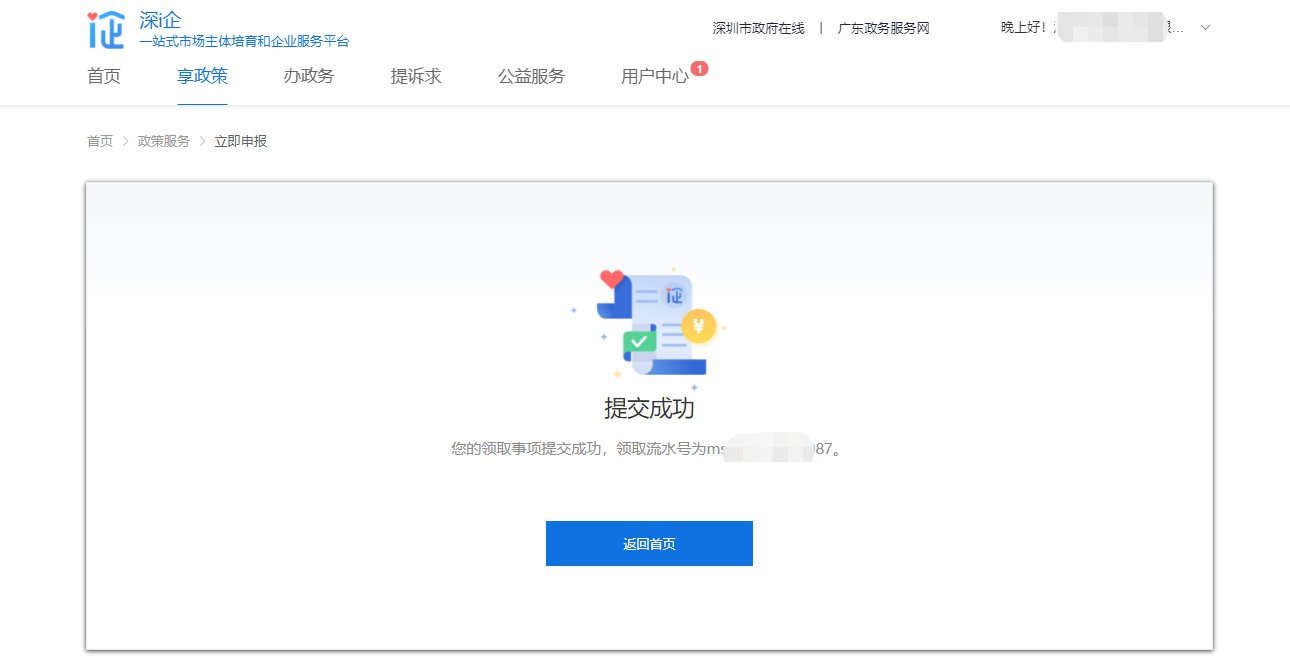 深i企
一站式市场主体培育和企业服务平台
深圳市政府在线 | 广东政务服务网
晚上好！
首页 享政策 办政务 提诉求 公益服务 用户中心 1
首页 > 政策服务 > 立即申报
提交成功
您的领取事项提交成功，领取流水号为ms 87。
返回首页